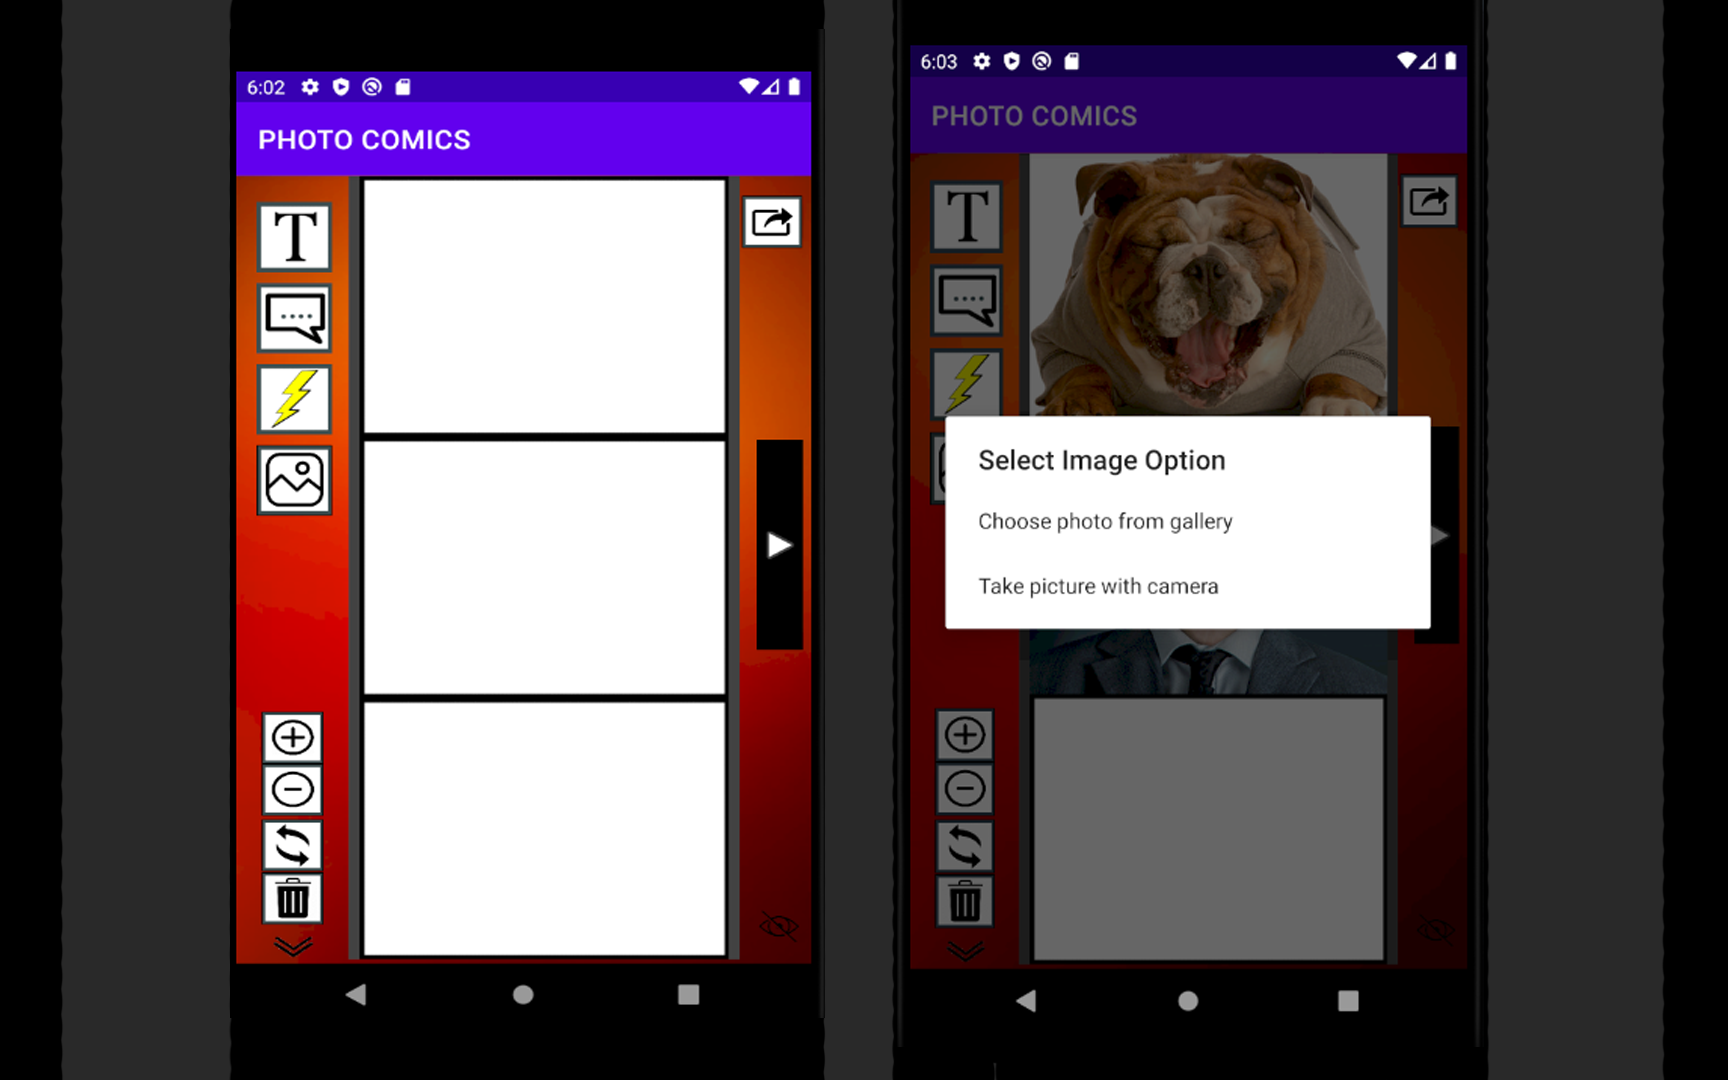 6:02
PHOTO COMICS
T
6:03
PHOTO COMICS
T
Select Image Option
Choose photo from gallery
Take picture with camera